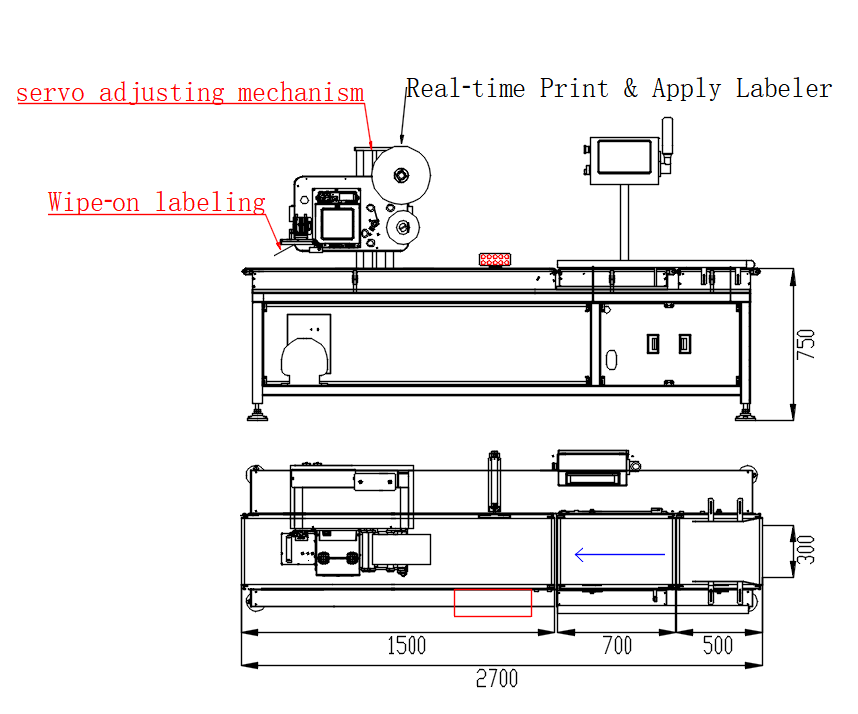 Real-time Print & Apply Labeler
servo adjusting mechanism
Wipe-on labeling
750
300
1500
700
500
2700